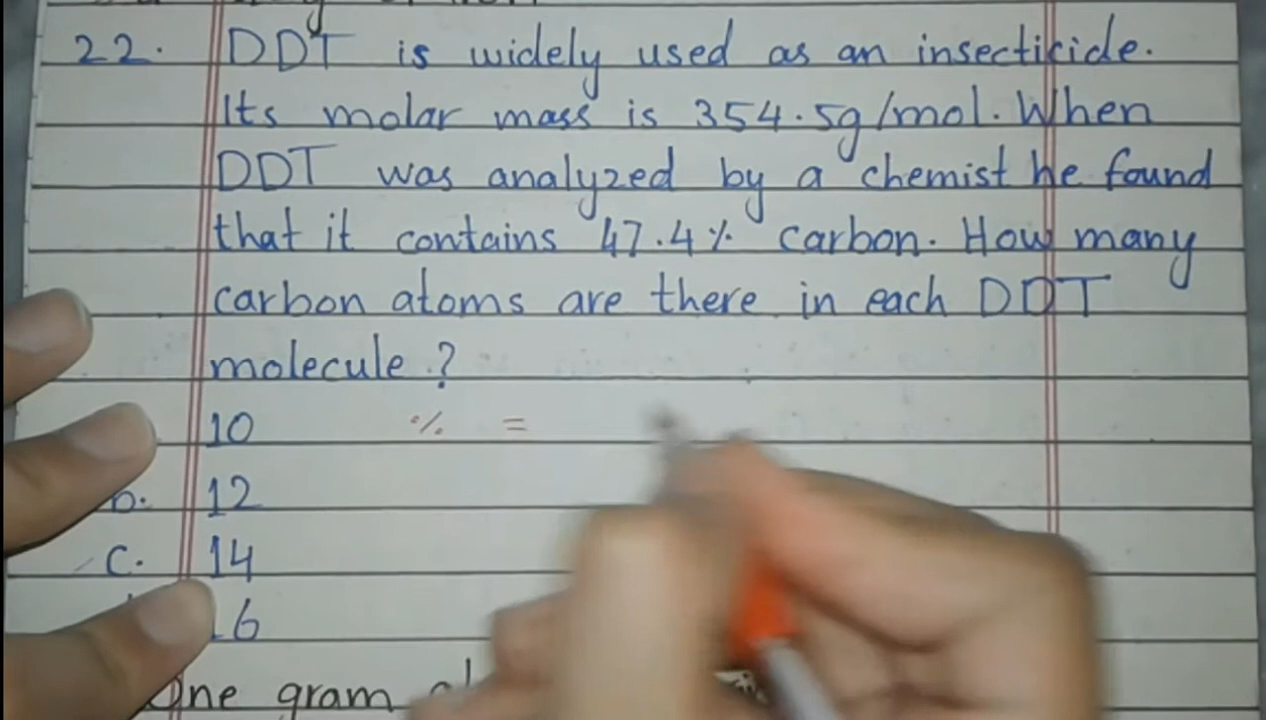 22. DDT is widely used as an insecticide.
Its molar mass is 354.5g/mol. When
DDT was analyzed by a chemist he found
that it contains 47.4% carbon. How many
carbon atoms are there in each DDT
molecule?
10 % =
b. 12
c. 14
16
One gram